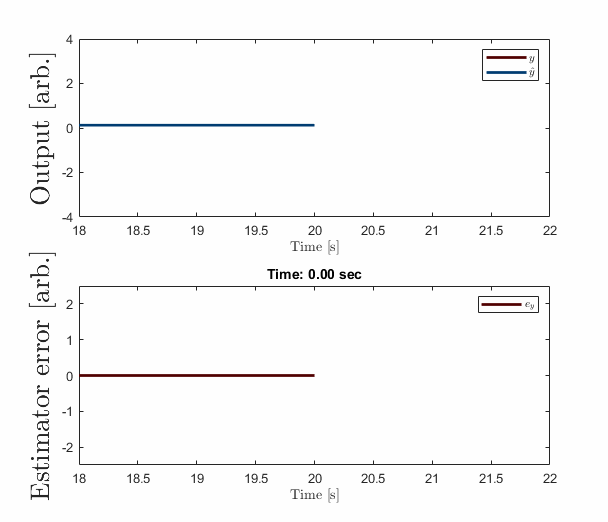 Output [arb.]
4
2
0
-2
-4
y
ŷ
18 18.5 19 19.5 20 20.5 21 21.5 22
Time [s]
Time: 0.00 sec
Estimator error [arb.]
2
1
0
-1
-2
e_y
18 18.5 19 19.5 20 20.5 21 21.5 22
Time [s]